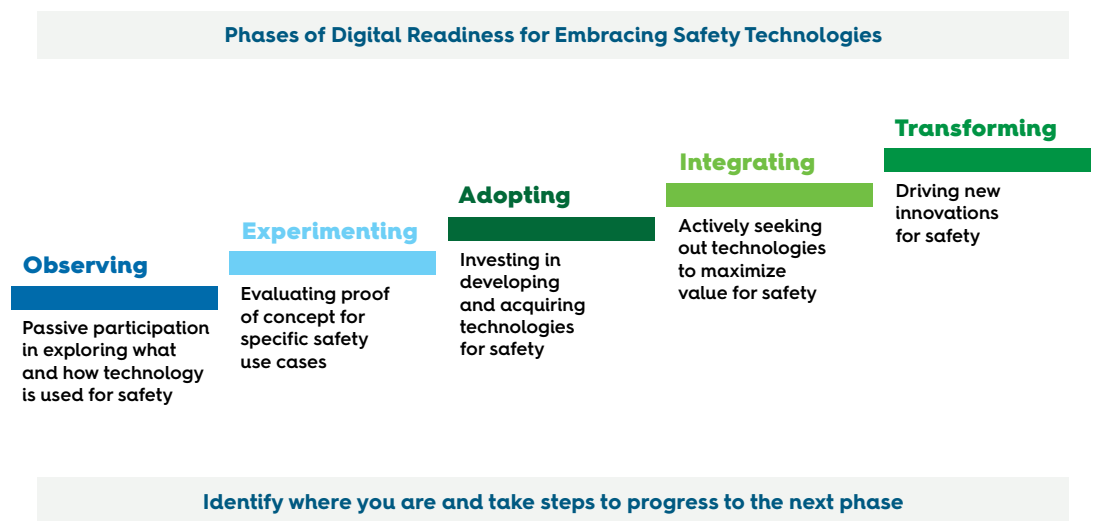 Phases of Digital Readiness for Embracing Safety Technologies
Observing
Passive participation
in exploring what
and how technology
is used for safety
Experimenting
Evaluating proof
of concept for
specific safety
use cases
Adopting
Investing in
developing
and acquiring
technologies
for safety
Integrating
Actively seeking
out technologies
to maximize
value for safety
Transforming
Driving new
innovations
for safety
Identify where you are and take steps to progress to the next phase